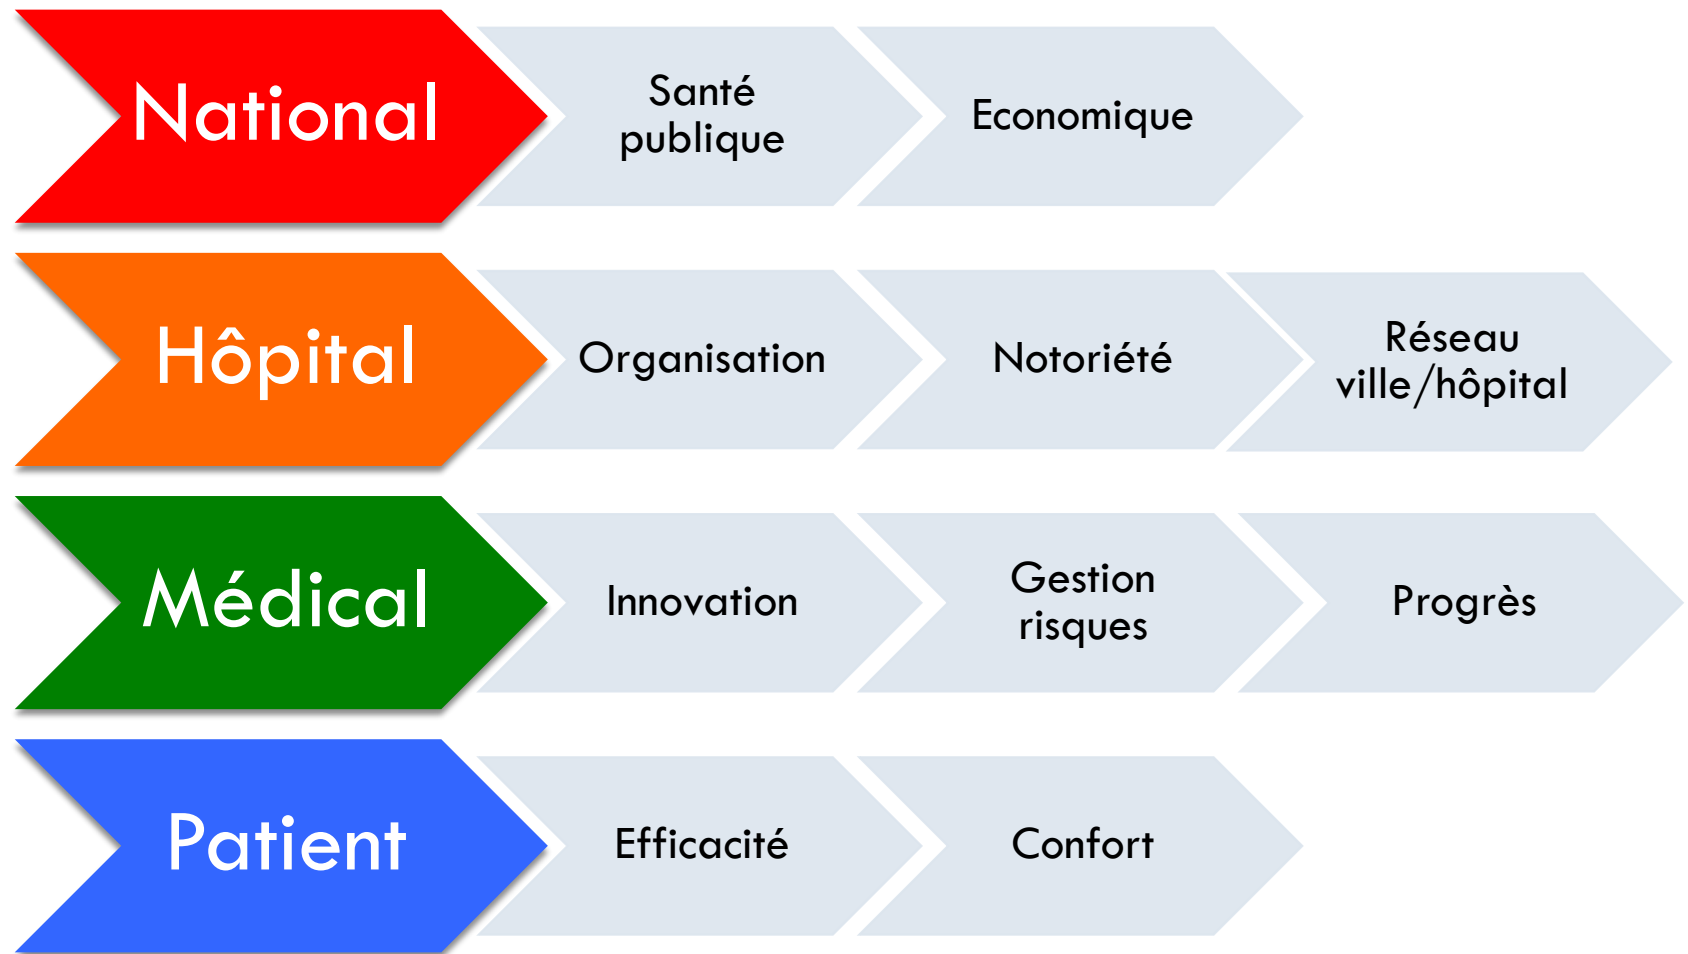 National
Santé
publique
Economique
Hôpital
Organisation
Notoriété
Réseau
ville/hôpital
Médical
Innovation
Gestion
risques
Progrès
Patient
Efficacité
Confort